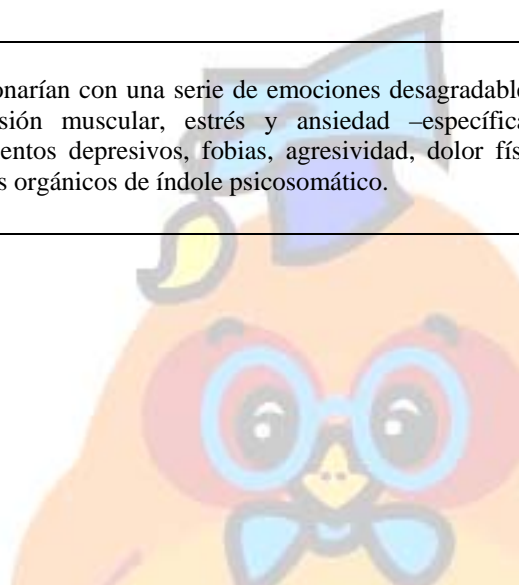 onarían con una serie de emociones desagradable
sión muscular, estrés y ansiedad –específica
entos depresivos, fobias, agresividad, dolor fís
s orgánicos de índole psicosomático.